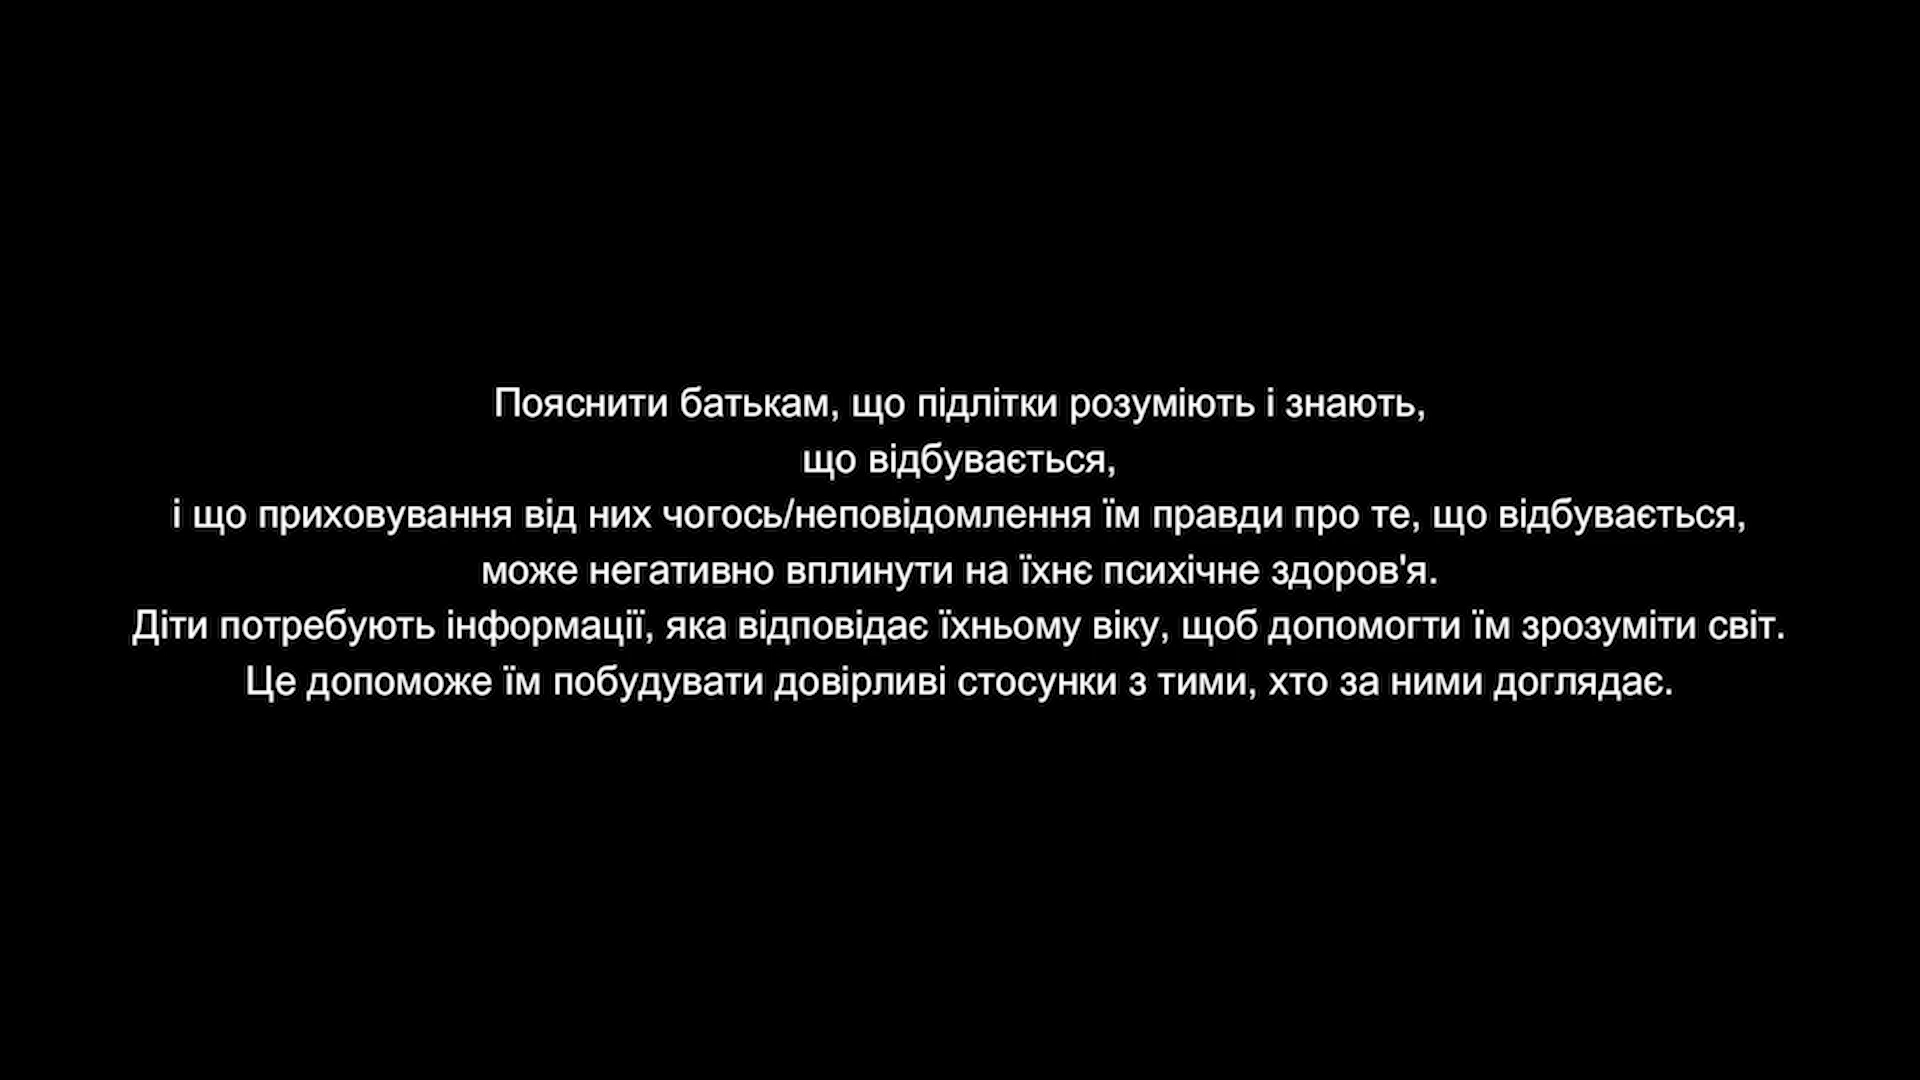 Пояснити батькам, що підлітки розуміють і знають,
що відбувається,
і що приховування від них чогось/неповідомлення їм правди про те, що відбувається,
може негативно вплинути на їхнє психічне здоров'я.
Діти потребують інформації, яка відповідає їхньому віку, щоб допомогти їм зрозуміти світ.
Це допоможе їм побудувати довірливі стосунки з тими, хто за ними доглядає.